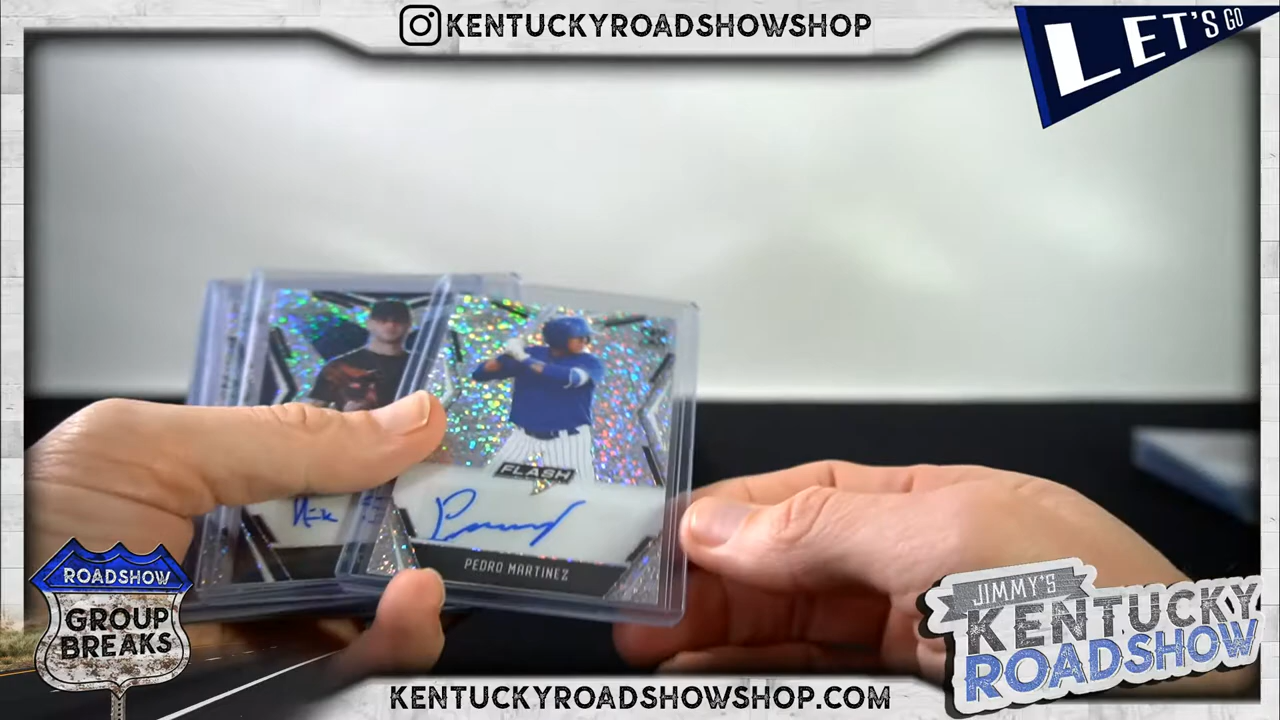 KENTUCKYROADSHOWSHOP
LET'S GO
FLASH
PEDRO MARTINEZ
ROADSHOW
GROUP
BREAKS
JIMMY'S
KENTUCKY
ROADSHOW
KENTUCKYROADSHOWSHOP.COM